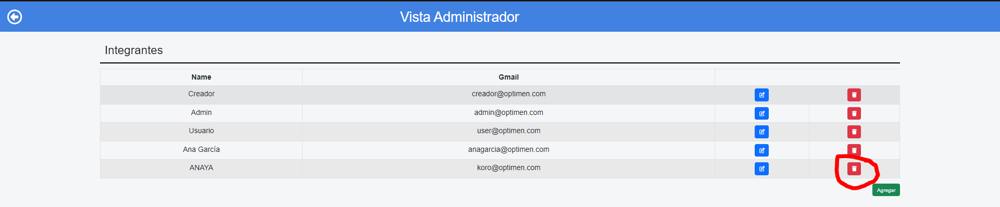 Vista Administrador
Integrantes
Name Gmail
Creador creador@optimen.com
Admin admin@optimen.com
Usuario user@optimen.com
Ana García anagarcia@optimen.com
ANAYA koro@optimen.com
Agregar